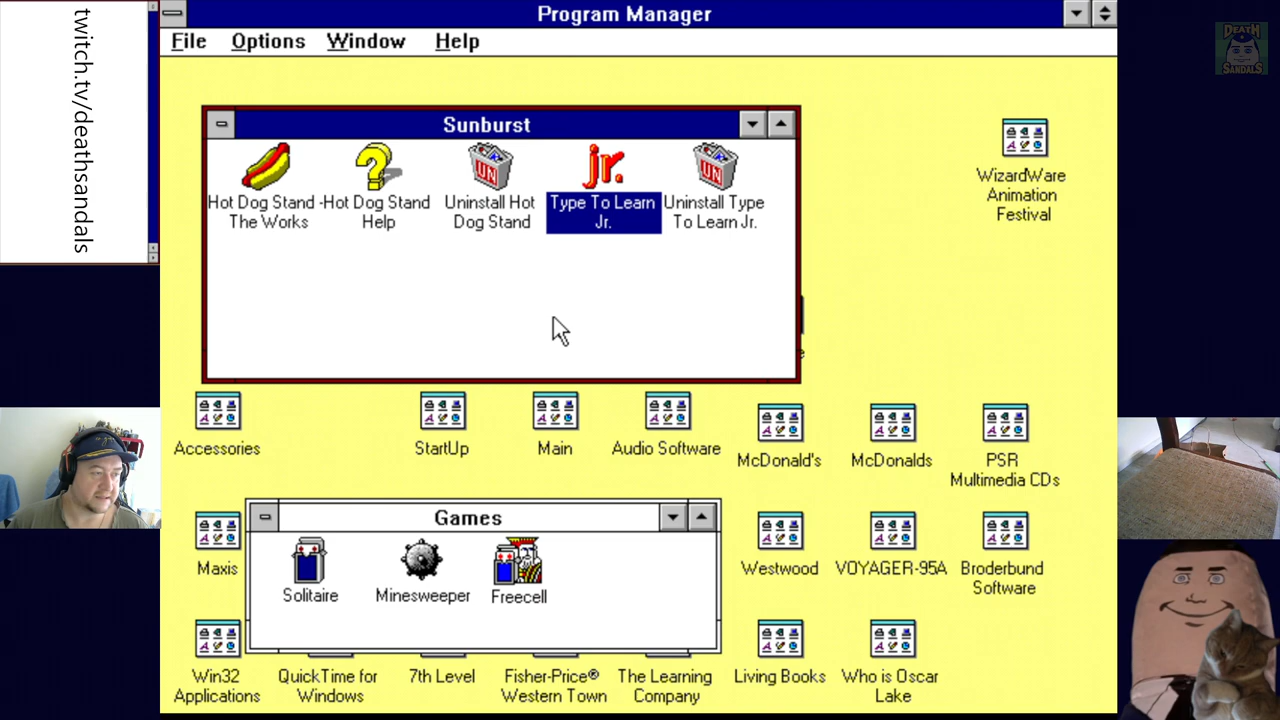 twitch.tv/deathsandals
Program Manager
DEATH
SANDALS
File Options Window Help
Sunburst
Hot Dog Stand -
The Works
Hot Dog Stand
Help
UN
Uninstall Hot
Dog Stand
jr.
Type To Learn
Jr.
UN
Uninstall Type
To Learn Jr.
WizardWare
Animation
Festival
Accessories
StartUp
Main
Audio Software
McDonald's
McDonalds
PSR
Multimedia CDs
Maxis
Games
Solitaire
Minesweeper
Freecell
Westwood
VOYAGER-95A
Broderbund
Software
Win32
Applications
QuickTime for
Windows
7th Level
Fisher-Price®
Western Town
The Learning
Company
Living Books
Who is Oscar
Lake